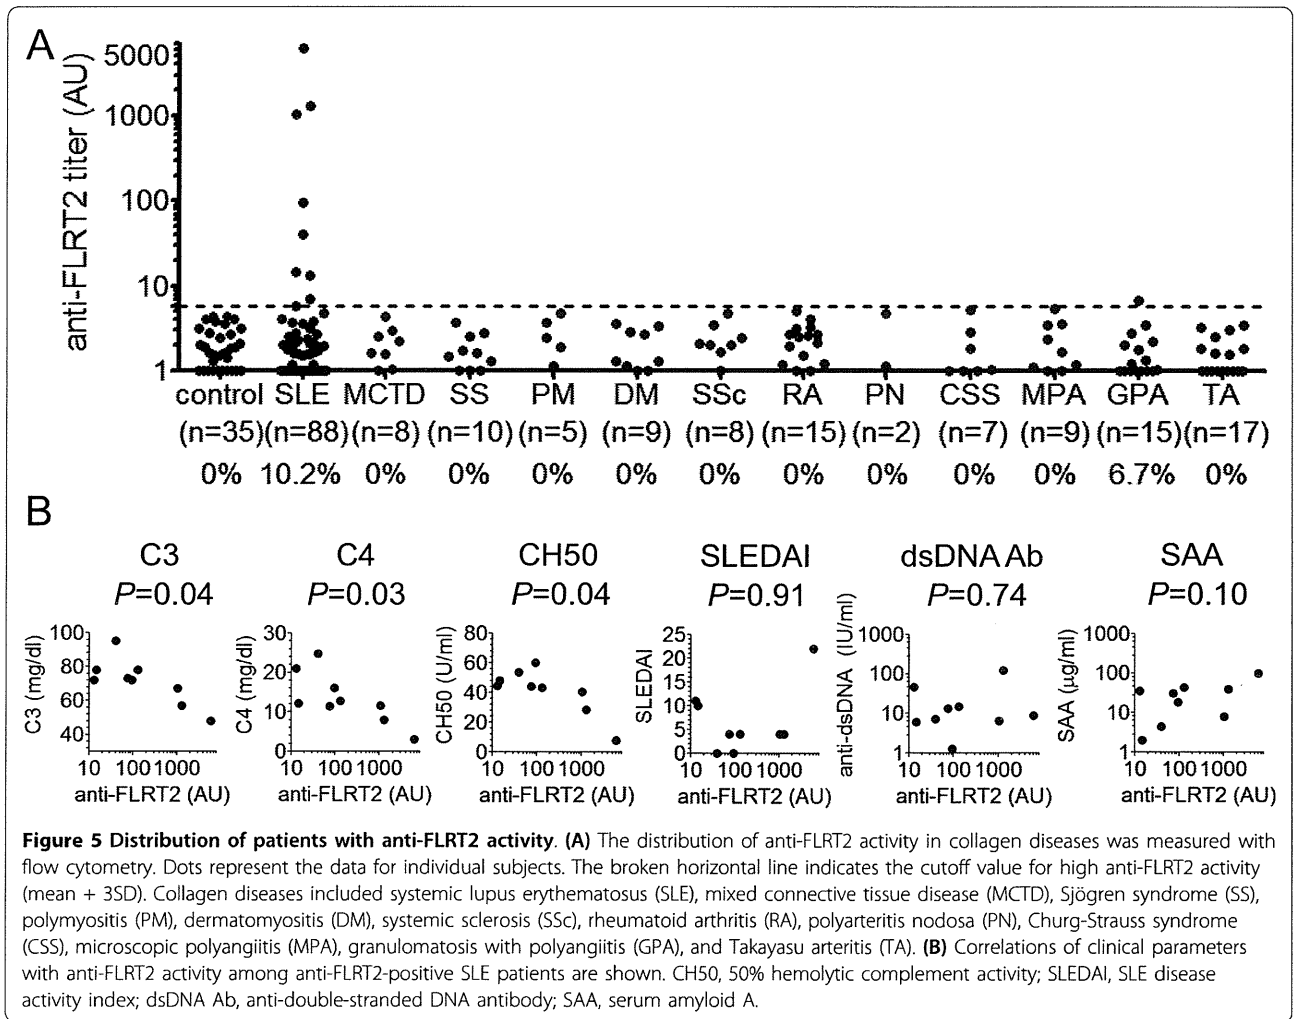 A
anti-FLRT2 titer (AU)
5000
1000
100
10
1
control SLE MCTD SS PM DM SSc RA PN CSS MPA GPA TA
(n=35)(n=88)(n=8)(n=10)(n=5)(n=9)(n=8)(n=15)(n=2)(n=7)(n=9)(n=15)(n=17)
0% 10.2% 0% 0% 0% 0% 0% 0% 0% 0% 0% 6.7% 0%
B
C3
P=0.04
C3 (mg/dl)
100
80
60
40
10 100 1000
anti-FLRT2 (AU)
C4
P=0.03
C4 (mg/dl)
30
20
10
0
10 100 1000
anti-FLRT2 (AU)
CH50
P=0.04
CH50 (U/ml)
80
60
40
20
0
10 100 1000
anti-FLRT2 (AU)
SLEDAI
P=0.91
SLEDAI
25
20
15
10
5
0
10 100 1000
anti-FLRT2 (AU)
dsDNA Ab
P=0.74
anti-dsDNA (IU/ml)
1000
100
10
1
10 100 1000
anti-FLRT2 (AU)
SAA
P=0.10
SAA (μg/ml)
1000
100
10
1
10 100 1000
anti-FLRT2 (AU)
Figure 5 Distribution of patients with anti-FLRT2 activity. (A) The distribution of anti-FLRT2 activity in collagen diseases was measured with
flow cytometry. Dots represent the data for individual subjects. The broken horizontal line indicates the cutoff value for high anti-FLRT2 activity
(mean + 3SD). Collagen diseases included systemic lupus erythematosus (SLE), mixed connective tissue disease (MCTD), Sjögren syndrome (SS),
polymyositis (PM), dermatomyositis (DM), systemic sclerosis (SSc), rheumatoid arthritis (RA), polyarteritis nodosa (PN), Churg-Strauss syndrome
(CSS), microscopic polyangiitis (MPA), granulomatosis with polyangiitis (GPA), and Takayasu arteritis (TA). (B) Correlations of clinical parameters
with anti-FLRT2 activity among anti-FLRT2-positive SLE patients are shown. CH50, 50% hemolytic complement activity; SLEDAI, SLE disease
activity index; dsDNA Ab, anti-double-stranded DNA antibody; SAA, serum amyloid A.